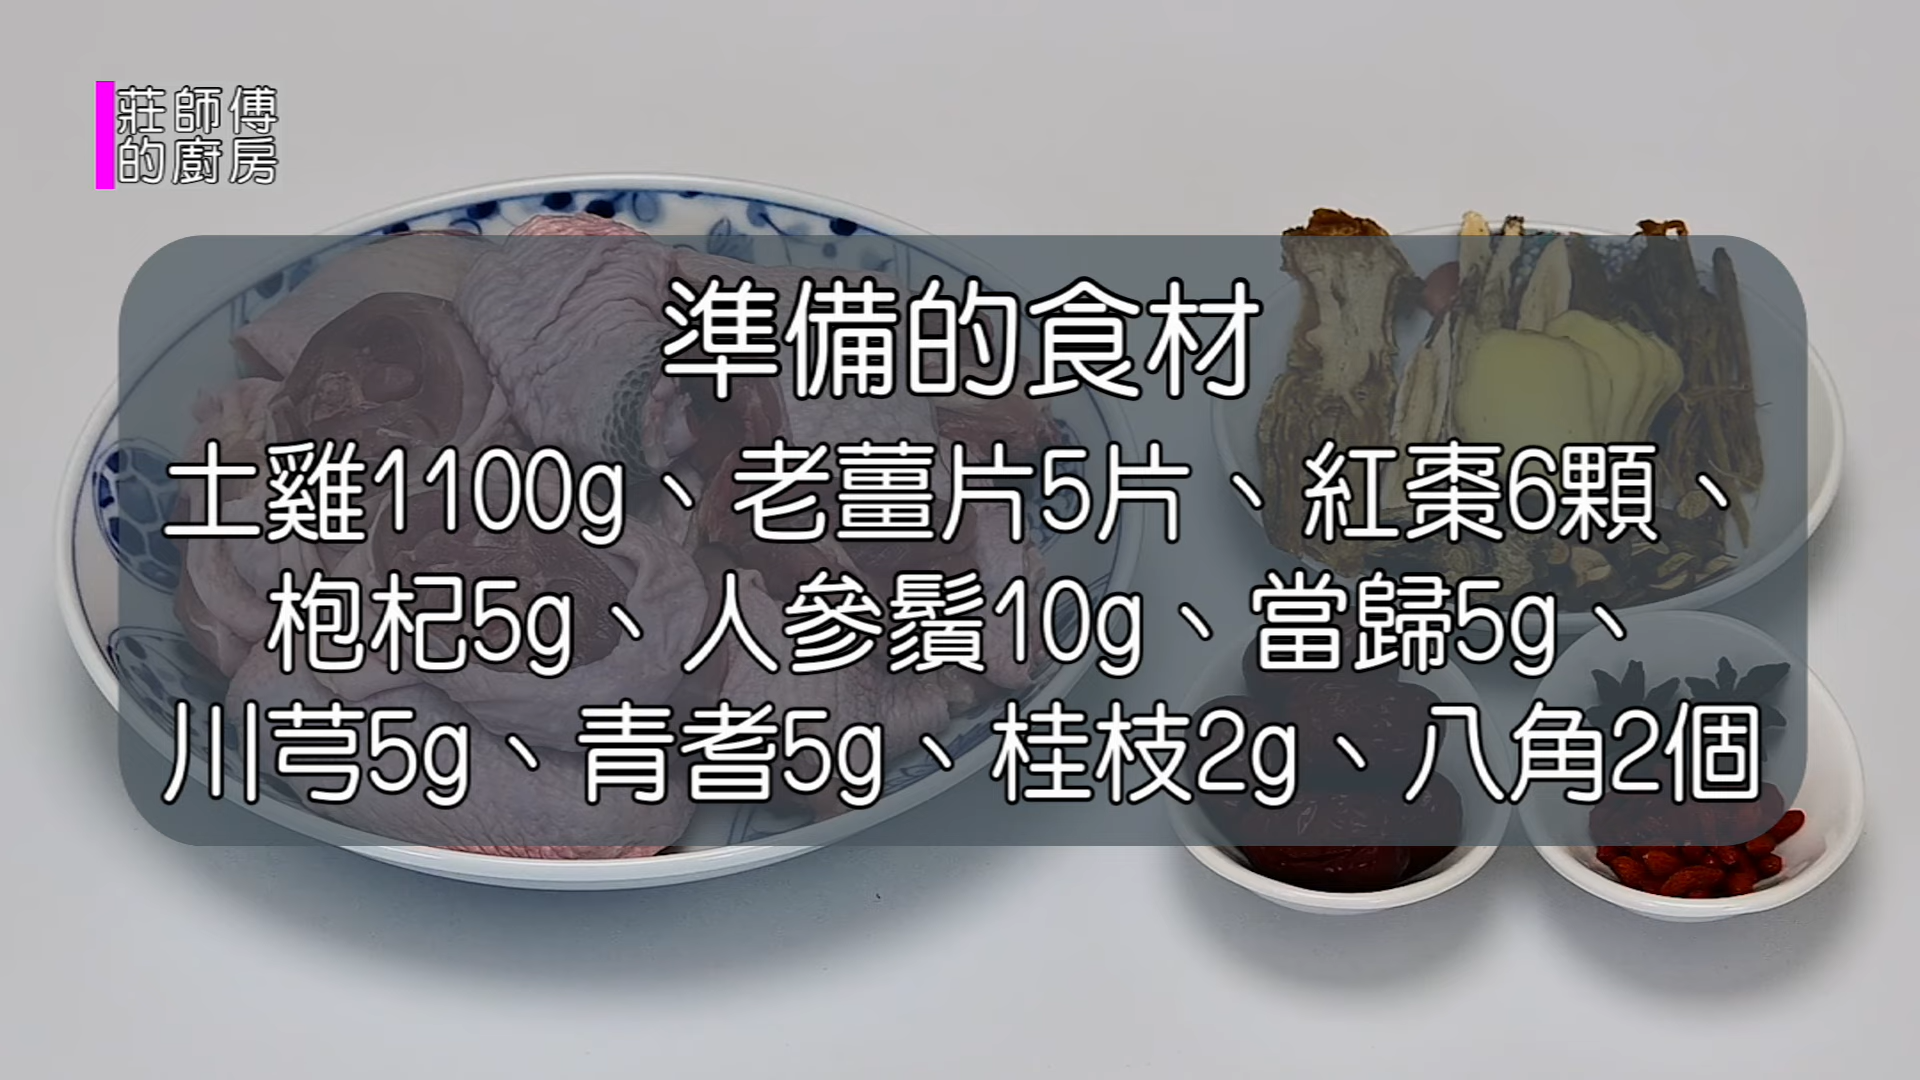 莊師傅
的廚房
準備的食材
土雞1100g、老薑片5片、紅棗6顆、
枸杞5g、人參鬚10g、當歸5g、
川芎5g、青耆5g、桂枝2g、八角2個